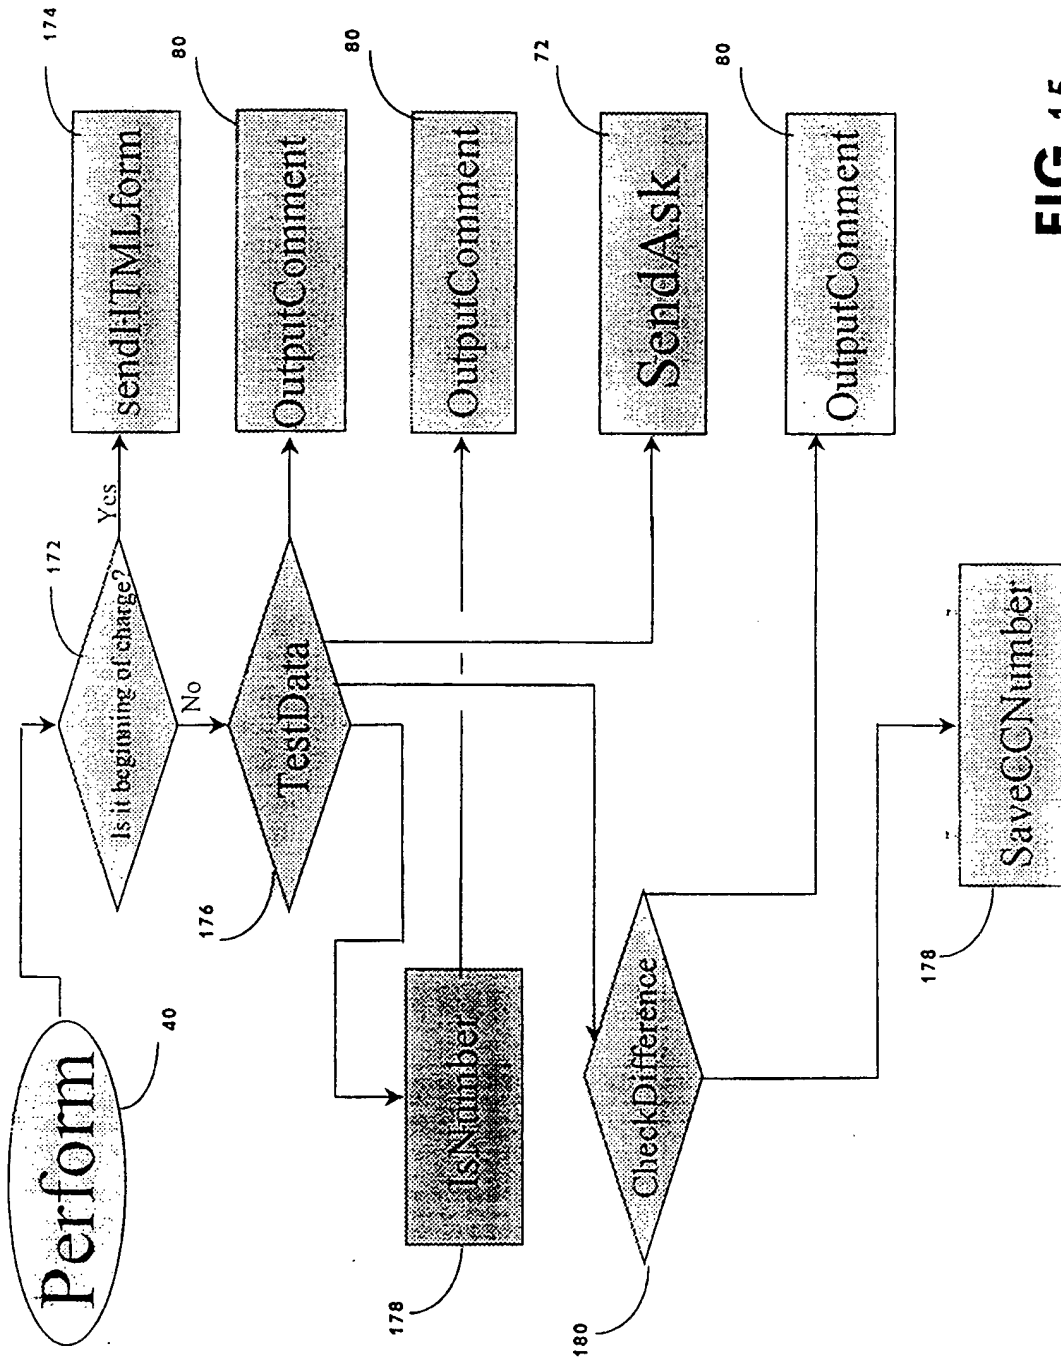 Perform
40
Is it beginning of charge?
172
Yes
No
sendHTMLform
174
TestData
176
OutputComment
80
IsNumber
178
OutputComment
80
SendAsk
72
CheckDifference
180
OutputComment
80
SaveCCNumber
178
FIG. 15